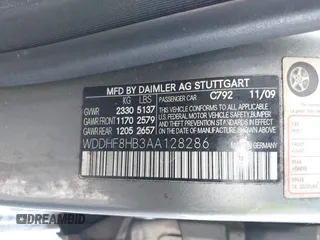 MFD BY DAIMLER AG STUTTGART
KG LBS PASSENGER CAR C792 11/09
GVWR 2330 5137
GAWR FRONT 1170 2579
GAWR REAR 1205 2657
THIS VEHICLE CONFORMS TO ALL APPLICABLE U.S. FEDERAL MOTOR VEHICLE SAFETY BUMPER, AND THEFT PREVENTION STANDARDS IN EFFECT ON THE DATE OF MANUFACTURE SHOWN ABOVE
WDDHF8HB3AA128286
DREAMBID